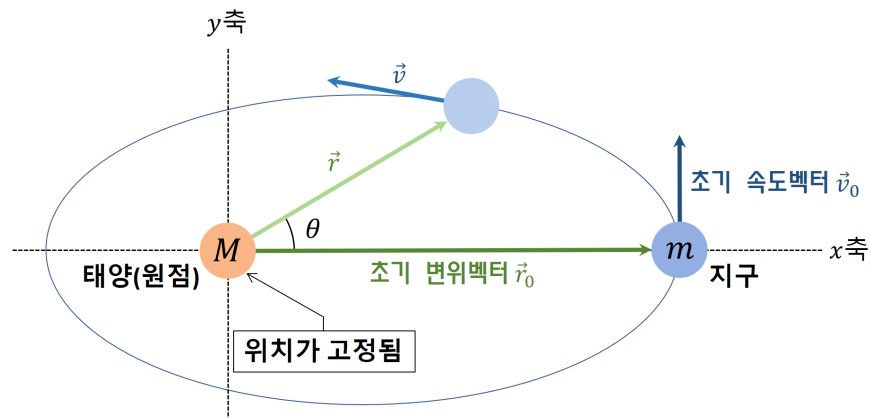 y축
v⃗
r⃗
초기 속도벡터 v⃗₀
θ
M
m
x축
태양(원점)
초기 변위벡터 r⃗₀
지구
위치가 고정됨